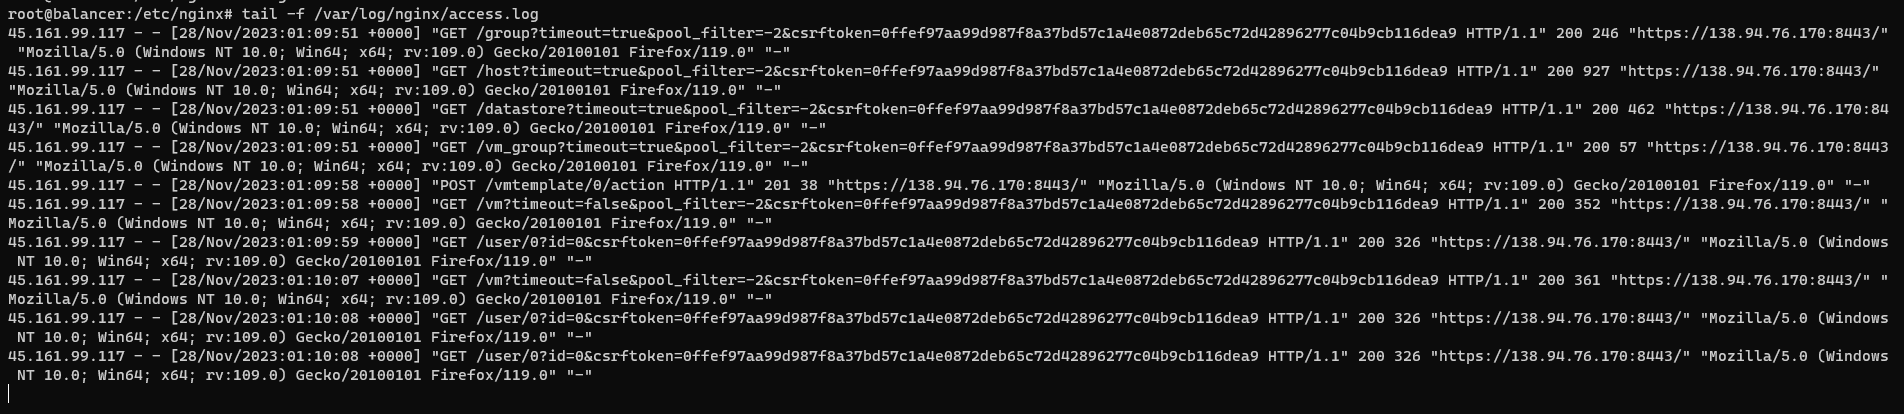 root@balancer:/etc/nginx# tail -f /var/log/nginx/access.log
45.161.99.117 - - [28/Nov/2023:01:09:51 +0000] "GET /group?timeout=true&pool_filter=-2&csrftoken=0ffef97aa99d987f8a37bd57c1a4e0872deb65c72d42896277c04b9cb116dea9 HTTP/1.1" 200 246 "https://138.94.76.170:8443/"
 "Mozilla/5.0 (Windows NT 10.0; Win64; x64; rv:109.0) Gecko/20100101 Firefox/119.0" "-"
45.161.99.117 - - [28/Nov/2023:01:09:51 +0000] "GET /host?timeout=true&pool_filter=-2&csrftoken=0ffef97aa99d987f8a37bd57c1a4e0872deb65c72d42896277c04b9cb116dea9 HTTP/1.1" 200 927 "https://138.94.76.170:8443/"
"Mozilla/5.0 (Windows NT 10.0; Win64; x64; rv:109.0) Gecko/20100101 Firefox/119.0" "-"
45.161.99.117 - - [28/Nov/2023:01:09:51 +0000] "GET /datastore?timeout=true&pool_filter=-2&csrftoken=0ffef97aa99d987f8a37bd57c1a4e0872deb65c72d42896277c04b9cb116dea9 HTTP/1.1" 200 462 "https://138.94.76.170:84
43/" "Mozilla/5.0 (Windows NT 10.0; Win64; x64; rv:109.0) Gecko/20100101 Firefox/119.0" "-"
45.161.99.117 - - [28/Nov/2023:01:09:51 +0000] "GET /vm_group?timeout=true&pool_filter=-2&csrftoken=0ffef97aa99d987f8a37bd57c1a4e0872deb65c72d42896277c04b9cb116dea9 HTTP/1.1" 200 57 "https://138.94.76.170:8443
/" "Mozilla/5.0 (Windows NT 10.0; Win64; x64; rv:109.0) Gecko/20100101 Firefox/119.0" "-"
45.161.99.117 - - [28/Nov/2023:01:09:58 +0000] "POST /vmtemplate/0/action HTTP/1.1" 201 38 "https://138.94.76.170:8443/" "Mozilla/5.0 (Windows NT 10.0; Win64; x64; rv:109.0) Gecko/20100101 Firefox/119.0" "-"
45.161.99.117 - - [28/Nov/2023:01:09:58 +0000] "GET /vm?timeout=false&pool_filter=-2&csrftoken=0ffef97aa99d987f8a37bd57c1a4e0872deb65c72d42896277c04b9cb116dea9 HTTP/1.1" 200 352 "https://138.94.76.170:8443/" "
Mozilla/5.0 (Windows NT 10.0; Win64; x64; rv:109.0) Gecko/20100101 Firefox/119.0" "-"
45.161.99.117 - - [28/Nov/2023:01:09:59 +0000] "GET /user/0?id=0&csrftoken=0ffef97aa99d987f8a37bd57c1a4e0872deb65c72d42896277c04b9cb116dea9 HTTP/1.1" 200 326 "https://138.94.76.170:8443/" "Mozilla/5.0 (Windows
 NT 10.0; Win64; x64; rv:109.0) Gecko/20100101 Firefox/119.0" "-"
45.161.99.117 - - [28/Nov/2023:01:10:07 +0000] "GET /vm?timeout=false&pool_filter=-2&csrftoken=0ffef97aa99d987f8a37bd57c1a4e0872deb65c72d42896277c04b9cb116dea9 HTTP/1.1" 200 361 "https://138.94.76.170:8443/" "
Mozilla/5.0 (Windows NT 10.0; Win64; x64; rv:109.0) Gecko/20100101 Firefox/119.0" "-"
45.161.99.117 - - [28/Nov/2023:01:10:08 +0000] "GET /user/0?id=0&csrftoken=0ffef97aa99d987f8a37bd57c1a4e0872deb65c72d42896277c04b9cb116dea9 HTTP/1.1" 200 326 "https://138.94.76.170:8443/" "Mozilla/5.0 (Windows
 NT 10.0; Win64; x64; rv:109.0) Gecko/20100101 Firefox/119.0" "-"
45.161.99.117 - - [28/Nov/2023:01:10:08 +0000] "GET /user/0?id=0&csrftoken=0ffef97aa99d987f8a37bd57c1a4e0872deb65c72d42896277c04b9cb116dea9 HTTP/1.1" 200 326 "https://138.94.76.170:8443/" "Mozilla/5.0 (Windows
 NT 10.0; Win64; x64; rv:109.0) Gecko/20100101 Firefox/119.0" "-"